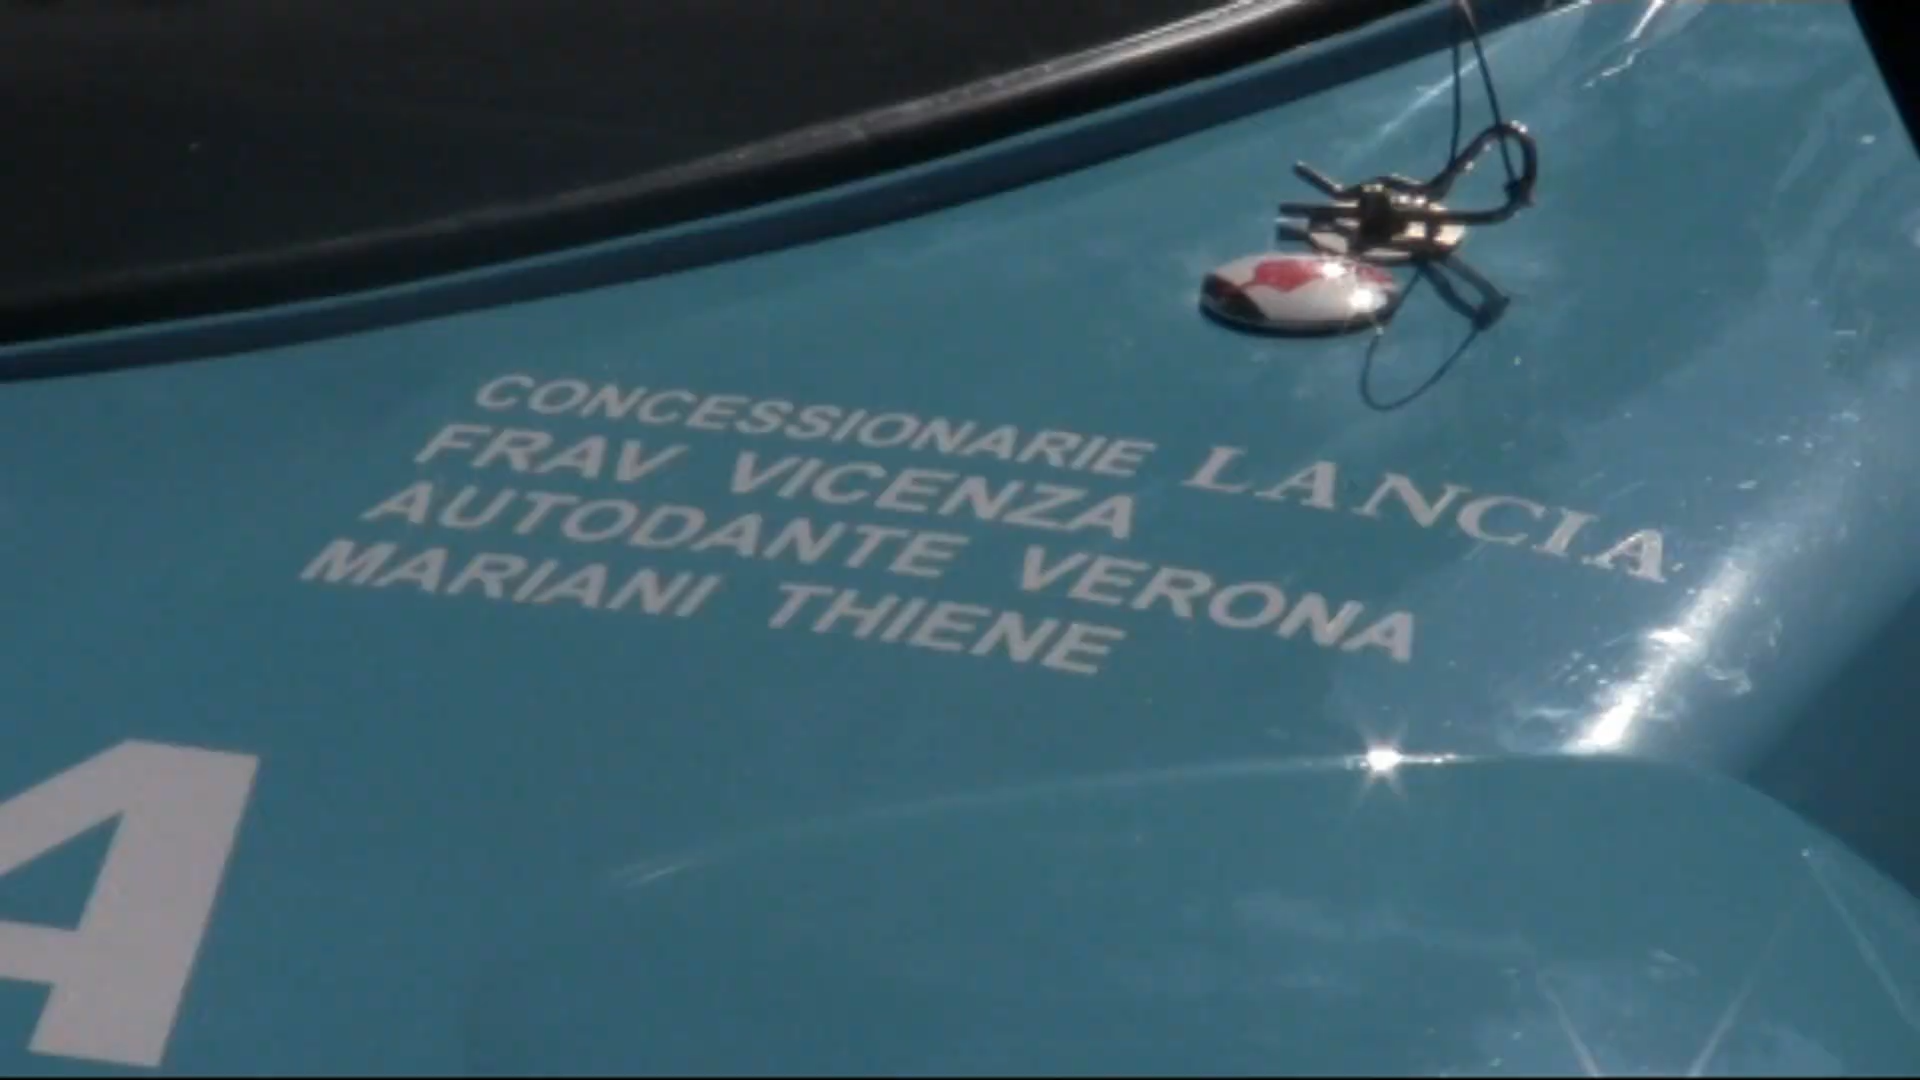 CONCESSIONARIE LANCIA
FRAV VICENZA
AUTODANTE VERONA
MARIANI THIENE
A